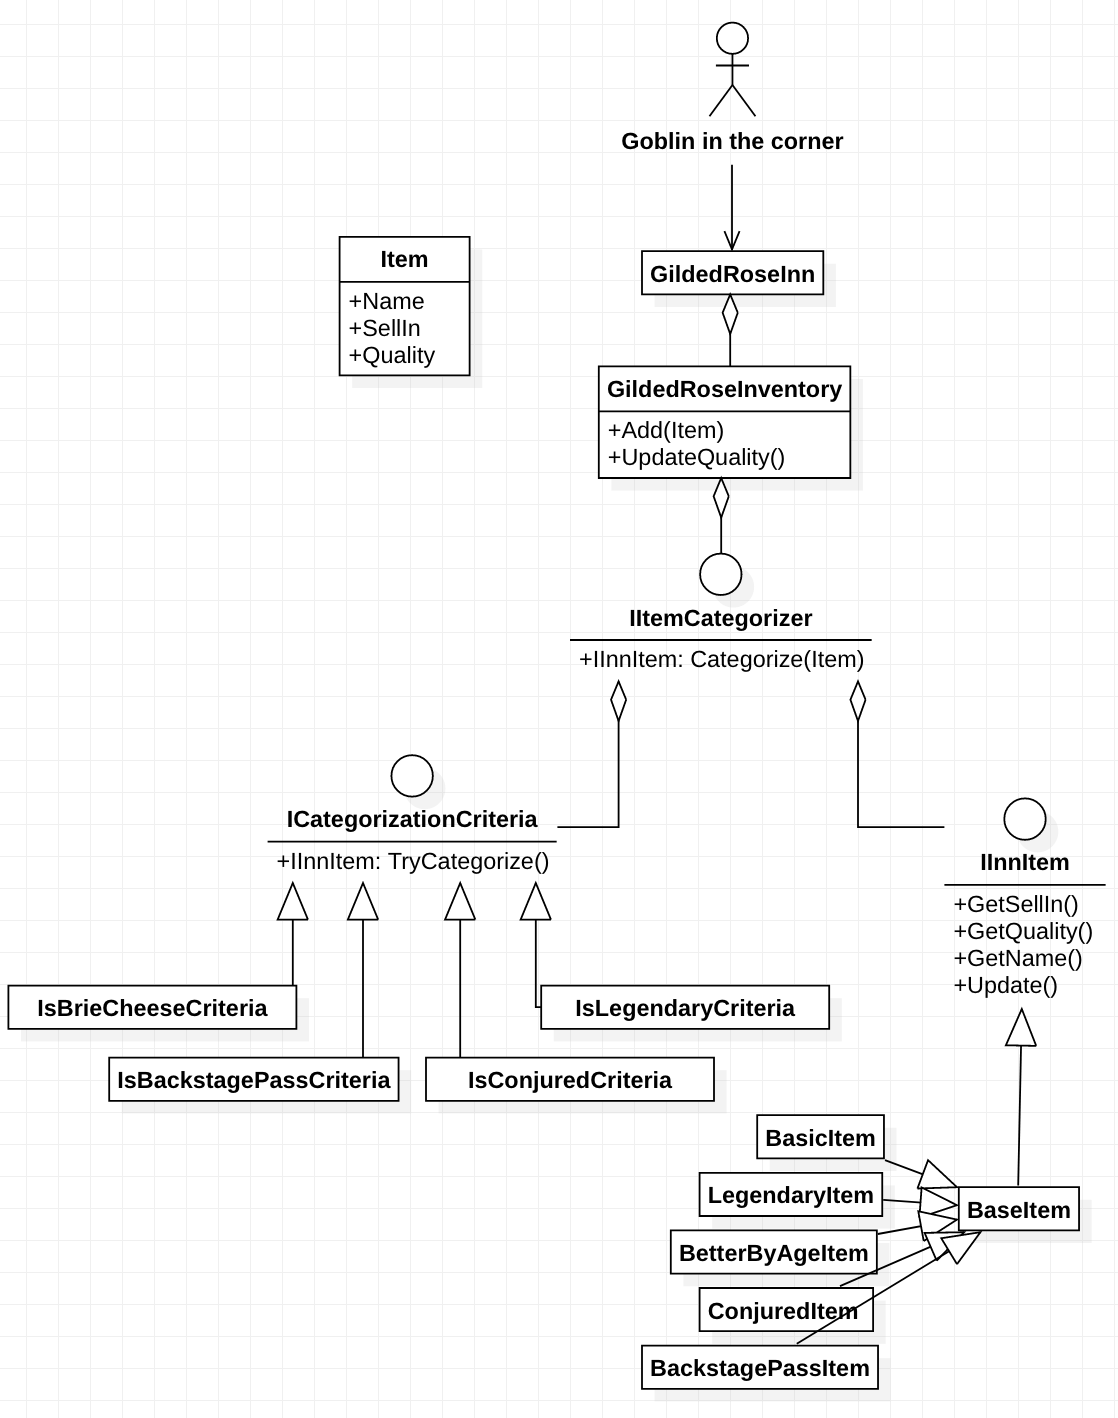 Goblin in the corner
Item
+Name
+SellIn
+Quality
GildedRoseInn
GildedRoseInventory
+Add(Item)
+UpdateQuality()
IItemCategorizer
+IInnItem: Categorize(Item)
ICategorizationCriteria
+IInnItem: TryCategorize()
IInnItem
+GetSellIn()
+GetQuality()
+GetName()
+Update()
IsBrieCheeseCriteria
IsLegendaryCriteria
IsBackstagePassCriteria
IsConjuredCriteria
BasicItem
LegendaryItem
BaseItem
BetterByAgeItem
ConjuredItem
BackstagePassItem